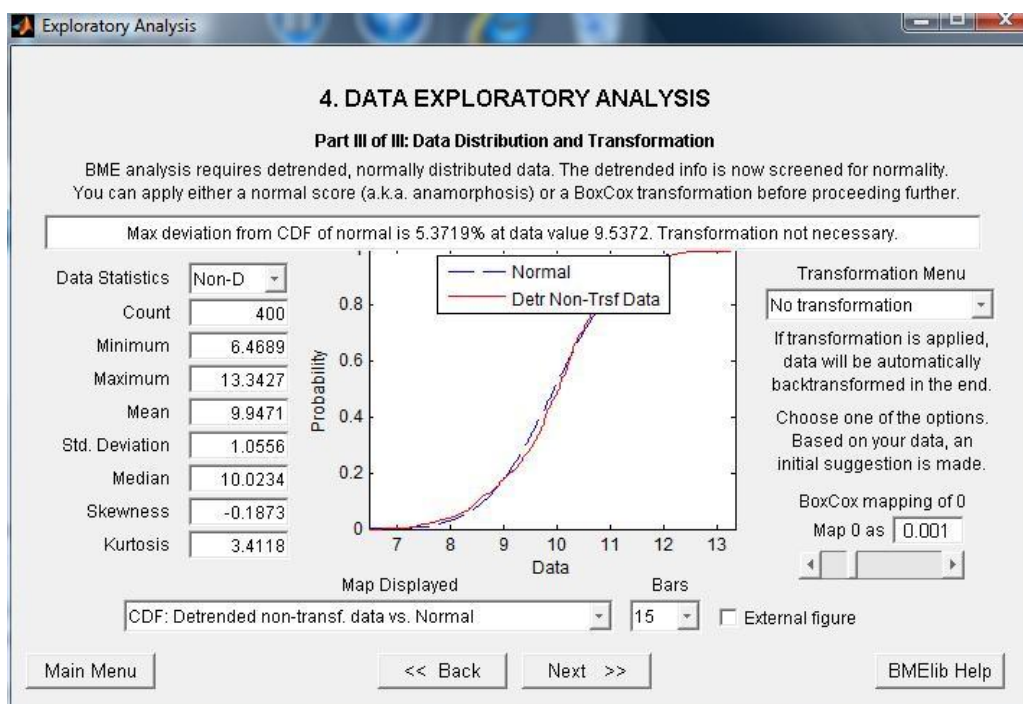 Exploratory Analysis
4. DATA EXPLORATORY ANALYSIS
Part III of III: Data Distribution and Transformation
BME analysis requires detrended, normally distributed data. The detrended info is now screened for normality.
You can apply either a normal score (a.k.a. anamorphosis) or a BoxCox transformation before proceeding further.
Max deviation from CDF of normal is 5.3719% at data value 9.5372. Transformation not necessary.
Data Statistics Non-D
Count 400
Minimum 6.4689
Maximum 13.3427
Mean 9.9471
Std. Deviation 1.0556
Median 10.0234
Skewness -0.1873
Kurtosis 3.4118
Normal
Detr Non-Trsf Data
Probability
1
0.8
0.6
0.4
0.2
0
7 8 9 10 11 12 13
Data
Transformation Menu
No transformation
If transformation is applied,
data will be automatically
backtransformed in the end.
Choose one of the options.
Based on your data, an
initial suggestion is made.
BoxCox mapping of 0
Map 0 as 0.001
Map Displayed
CDF: Detrended non-transf. data vs. Normal
Bars
15
External figure
Main Menu
<< Back
Next >>
BMElib Help